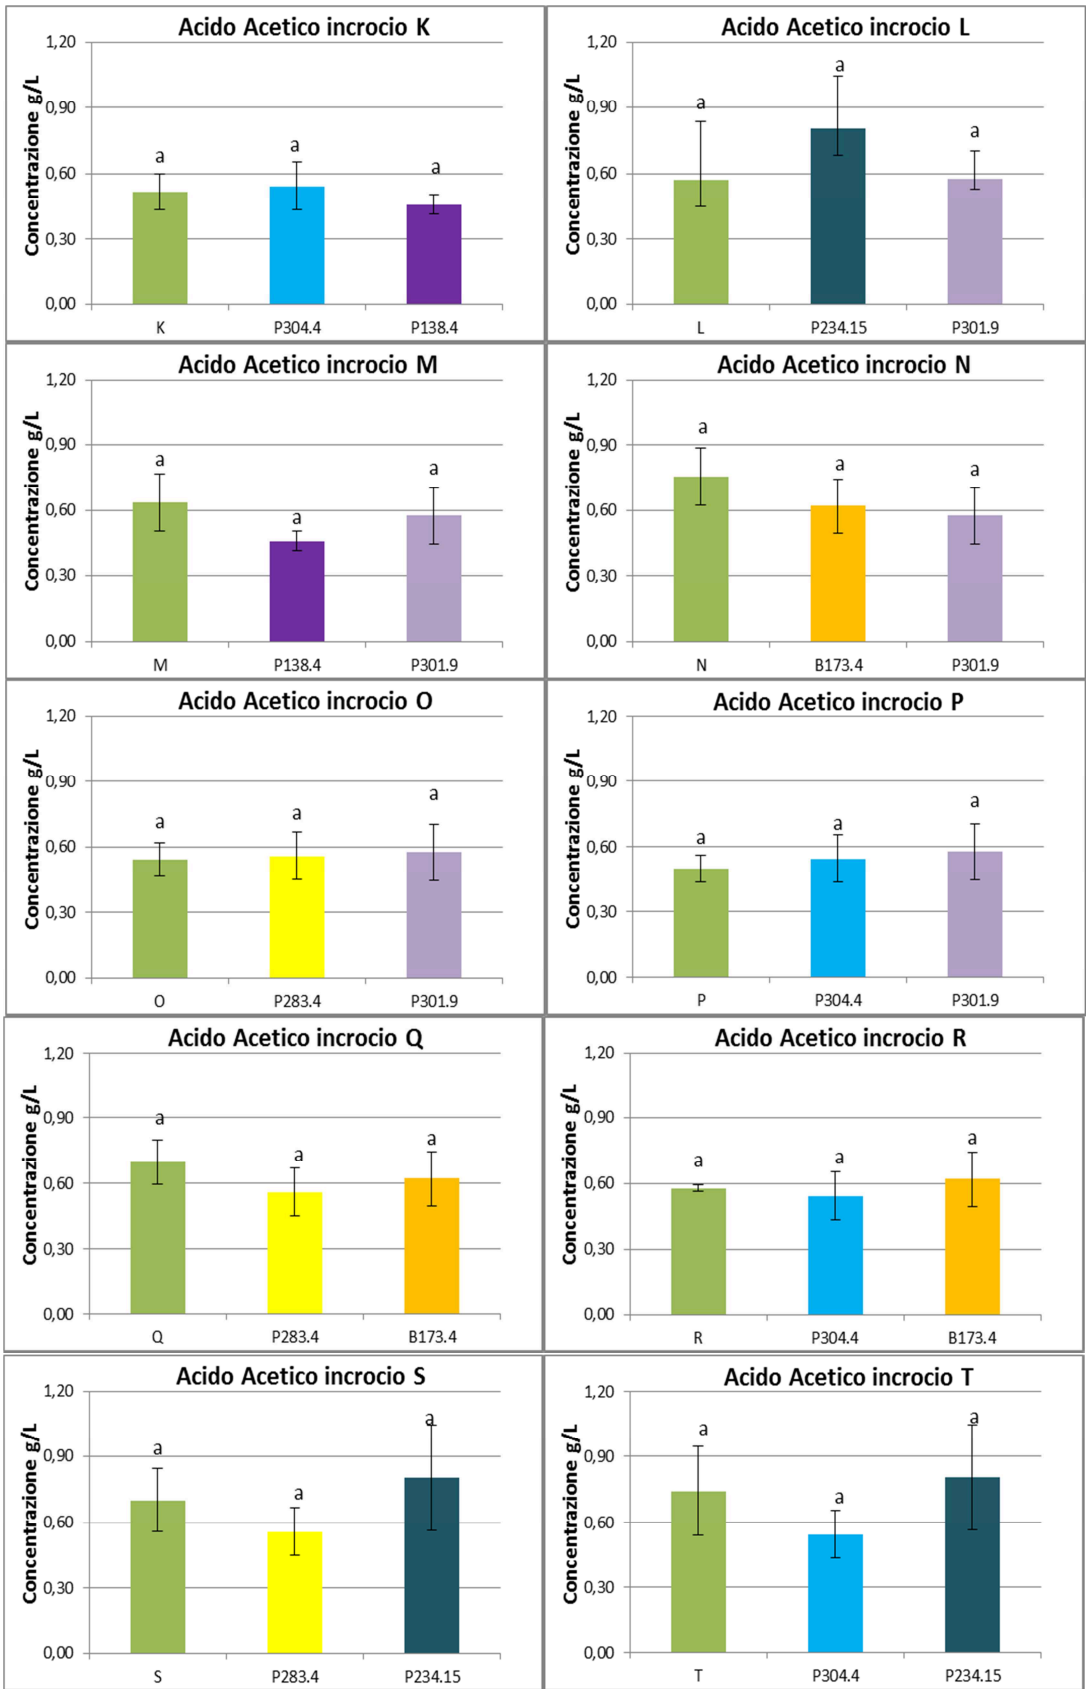 Acido Acetico incrocio K
Concentrazione g/L
1,20
0,90
0,60
0,30
0,00
a
a
a
K
P304.4
P138.4
Acido Acetico incrocio L
Concentrazione g/L
1,20
0,90
0,60
0,30
0,00
a
a
a
L
P234.15
P301.9
Acido Acetico incrocio M
Concentrazione g/L
1,20
0,90
0,60
0,30
0,00
a
a
a
M
P138.4
P301.9
Acido Acetico incrocio N
Concentrazione g/L
1,20
0,90
0,60
0,30
0,00
a
a
a
N
B173.4
P301.9
Acido Acetico incrocio O
Concentrazione g/L
1,20
0,90
0,60
0,30
0,00
a
a
a
O
P283.4
P301.9
Acido Acetico incrocio P
Concentrazione g/L
1,20
0,90
0,60
0,30
0,00
a
a
a
P
P304.4
P301.9
Acido Acetico incrocio Q
Concentrazione g/L
1,20
0,90
0,60
0,30
0,00
a
a
a
Q
P283.4
B173.4
Acido Acetico incrocio R
Concentrazione g/L
1,20
0,90
0,60
0,30
0,00
a
a
a
R
P304.4
B173.4
Acido Acetico incrocio S
Concentrazione g/L
1,20
0,90
0,60
0,30
0,00
a
a
a
S
P283.4
P234.15
Acido Acetico incrocio T
Concentrazione g/L
1,20
0,90
0,60
0,30
0,00
a
a
a
T
P304.4
P234.15